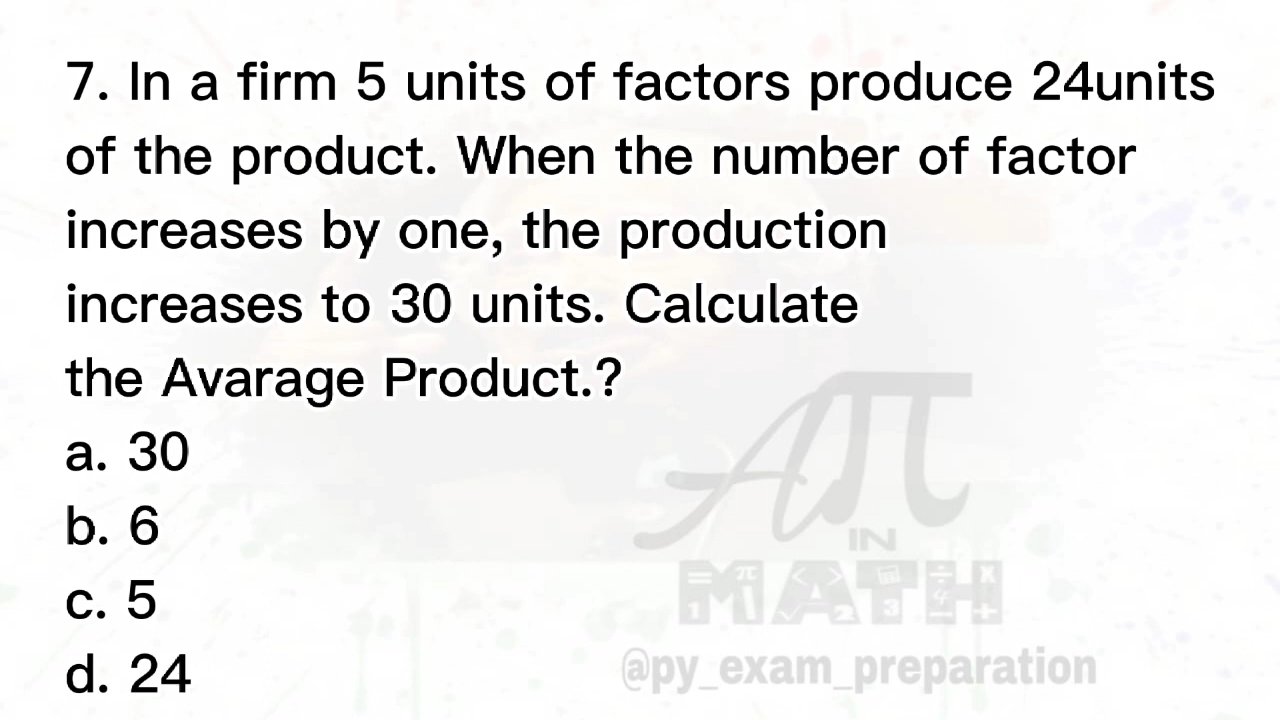 7. In a firm 5 units of factors produce 24units
of the product. When the number of factor
increases by one, the production
increases to 30 units. Calculate
the Avarage Product.?
a. 30
b. 6
c. 5
d. 24
Aπ
IN
MATH
@py_exam_preparation